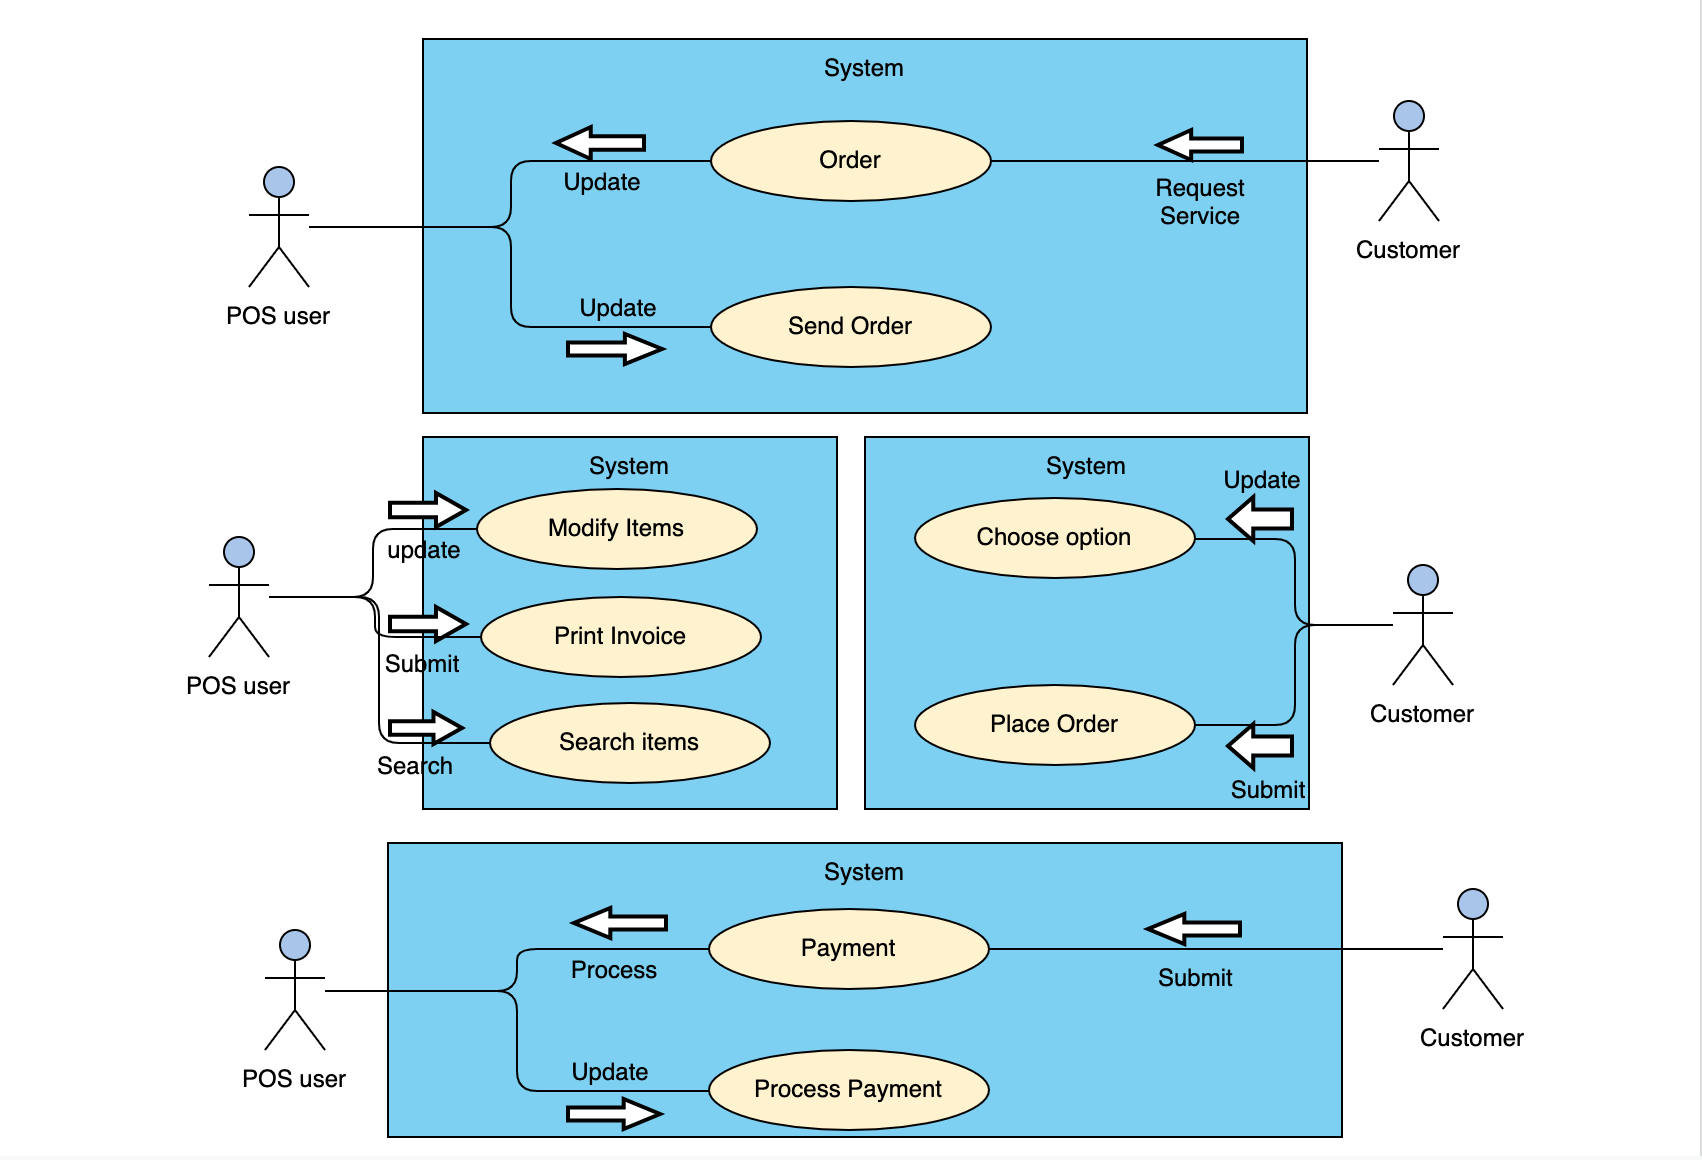 System
Order
Update
Request
Service
Customer
POS user
Update
Send Order
System
Modify Items
update
Print Invoice
Submit
POS user
Search items
Search
System
Update
Choose option
Customer
Place Order
Submit
System
Payment
Process
Submit
Customer
POS user
Update
Process Payment